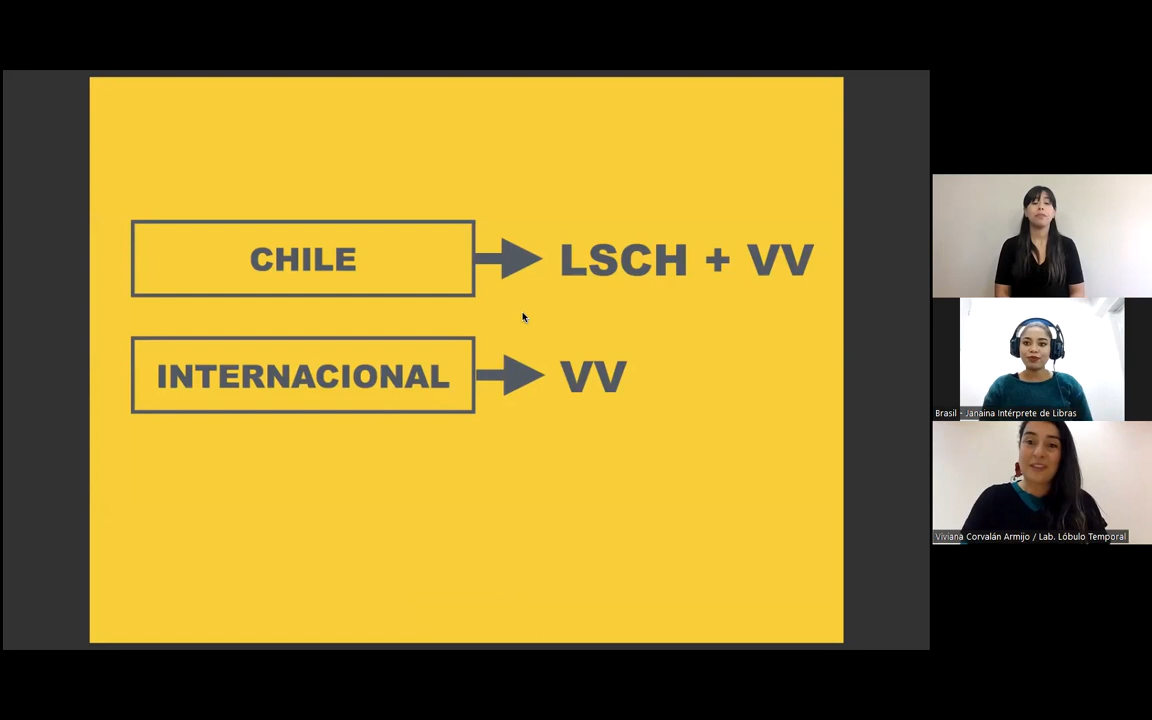 CHILE
LSCH + VV
INTERNACIONAL
VV
Brasil - Janaina Intérprete de Libras
Viviana Corvalán Armijo / Lab. Lóbulo Temporal